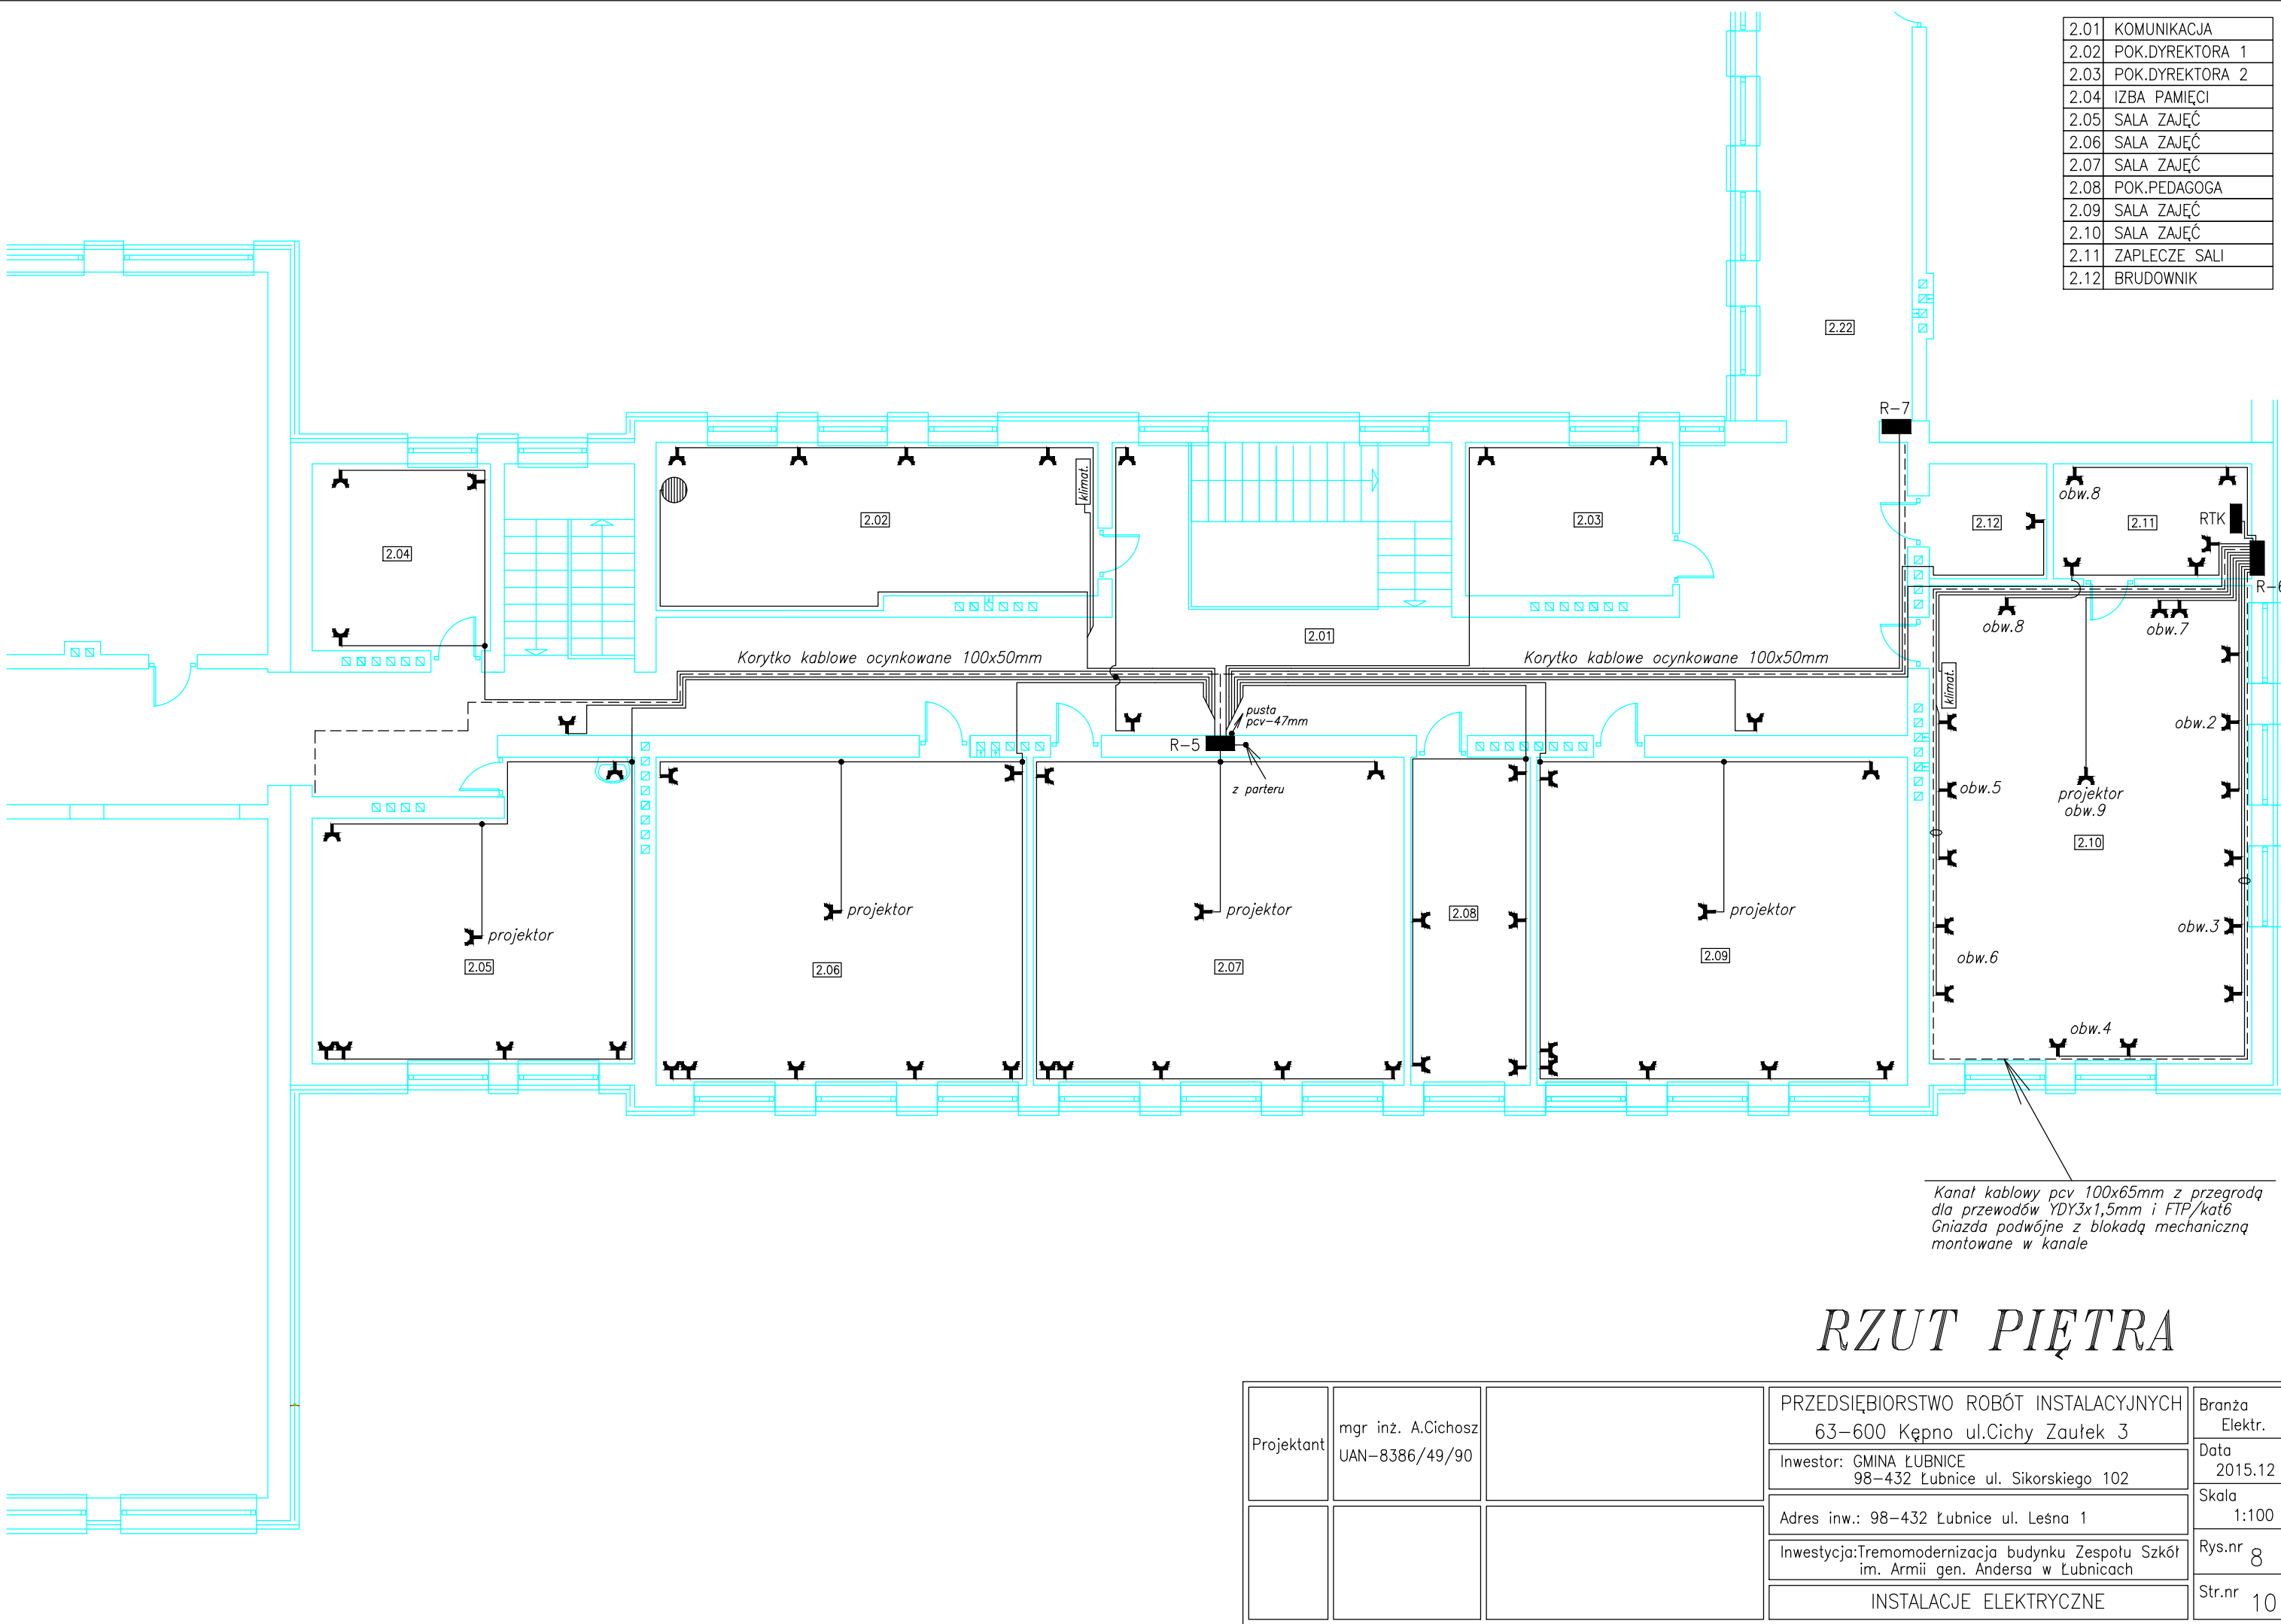 2.01 KOMUNIKACJA
2.02 POK.DYREKTORA 1
2.03 POK.DYREKTORA 2
2.04 IZBA PAMIĘCI
2.05 SALA ZAJĘĆ
2.06 SALA ZAJĘĆ
2.07 SALA ZAJĘĆ
2.08 POK.PEDAGOGA
2.09 SALA ZAJĘĆ
2.10 SALA ZAJĘĆ
2.11 ZAPLECZE SALI
2.12 BRUDOWNIK
2.22
R-7
klimat.
obw.8
2.02
2.03
2.12
2.11
RTK
2.04
R-6
obw.8
obw.7
2.01
Korytko kablowe ocynkowane 100x50mm
Korytko kablowe ocynkowane 100x50mm
klimat.
pusta
pcv-47mm
obw.2
R-5
z parteru
obw.5
projektor
obw.9
2.10
projektor
projektor
projektor
2.08
obw.3
projektor
2.05
2.06
2.07
2.09
obw.6
obw.4
Kanał kablowy pcv 100x65mm z przegrodą
dla przewodów YDY3x1,5mm i FTP/kat6
Gniazda podwójne z blokadą mechaniczną
montowane w kanale
RZUT PIĘTRA
Projektant
mgr inż. A.Cichosz
UAN-8386/49/90
PRZEDSIĘBIORSTWO ROBÓT INSTALACYJNYCH
63-600 Kępno ul.Cichy Zaułek 3
Inwestor: GMINA ŁUBNICE
98-432 Łubnice ul. Sikorskiego 102
Adres inw.: 98-432 Łubnice ul. Leśna 1
Inwestycja:Tremomodernizacja budynku Zespołu Szkół
im. Armii gen. Andersa w Łubnicach
INSTALACJE ELEKTRYCZNE
Branża
Elektr.
Data
2015.12
Skala
1:100
Rys.nr 8
Str.nr 10